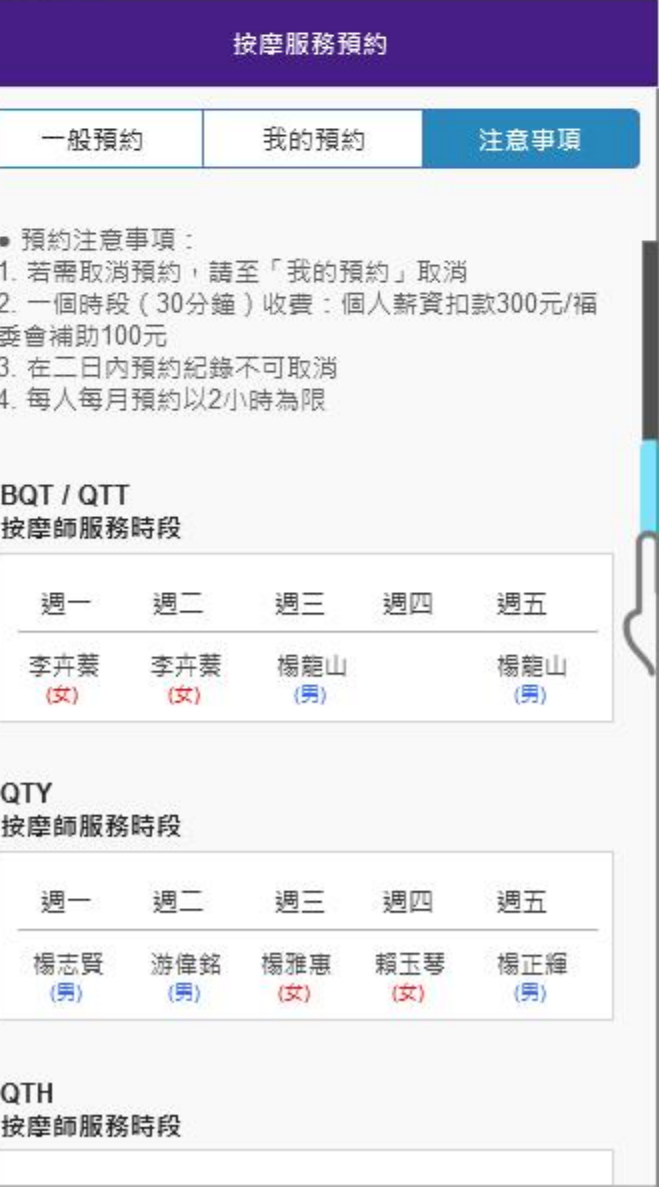 按摩服務預約
一般預約 我的預約 注意事項
● 預約注意事項：
1. 若需取消預約，請至「我的預約」取消
2. 一個時段（30分鐘）收費：個人薪資扣款300元/福
委會補助100元
3. 在二日內預約紀錄不可取消
4. 每人每月預約以2小時為限
BQT / QTT
按摩師服務時段
週一 週二 週三 週四 週五
李卉蓁 李卉蓁 楊龍山 楊龍山
(女) (女) (男) (男)
QTY
按摩師服務時段
週一 週二 週三 週四 週五
楊志賢 游偉銘 楊雅惠 賴玉琴 楊正輝
(男) (男) (女) (女) (男)
QTH
按摩師服務時段